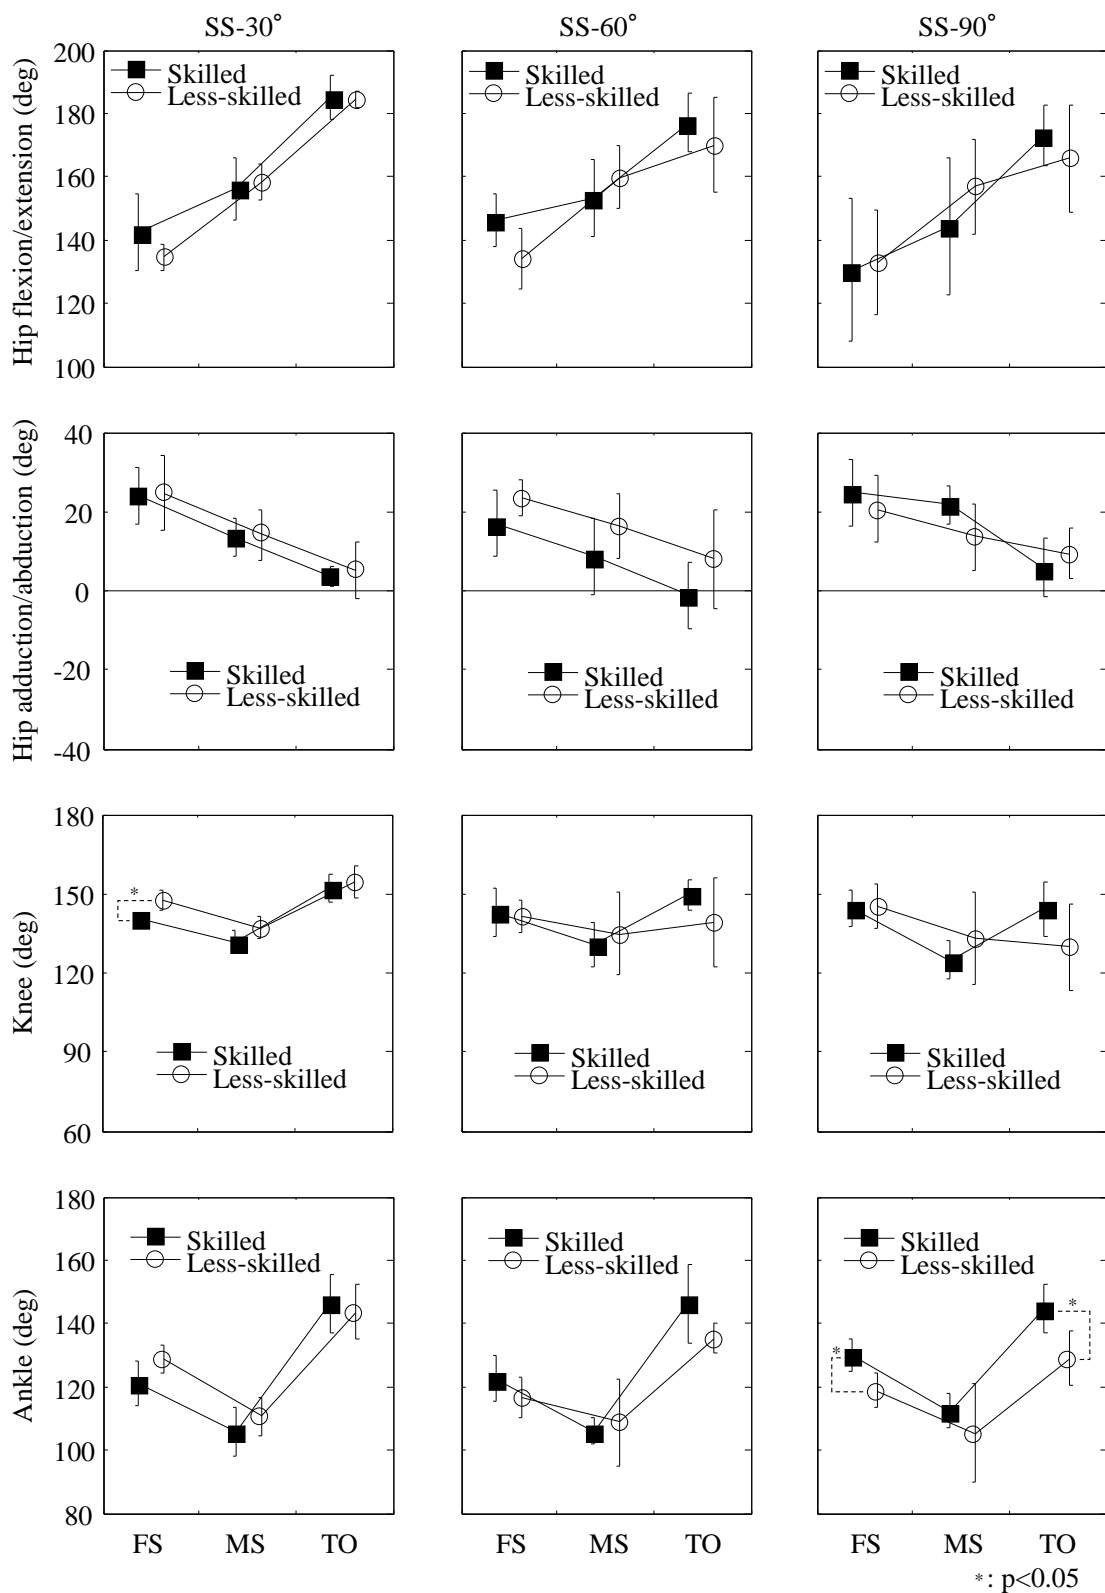 SS-30° SS-60° SS-90°
Hip flexion/extension (deg)
200
180
160
140
120
100
Skilled
Less-skilled
Skilled
Less-skilled
Skilled
Less-skilled
Hip adduction/abduction (deg)
40
20
0
-20
-40
Skilled
Less-skilled
Skilled
Less-skilled
Skilled
Less-skilled
Knee (deg)
180
150
120
90
60
*
Skilled
Less-skilled
Skilled
Less-skilled
Skilled
Less-skilled
Ankle (deg)
180
160
140
120
100
80
Skilled
Less-skilled
Skilled
Less-skilled
Skilled
Less-skilled
*
*
FS MS TO FS MS TO FS MS TO
*: p<0.05